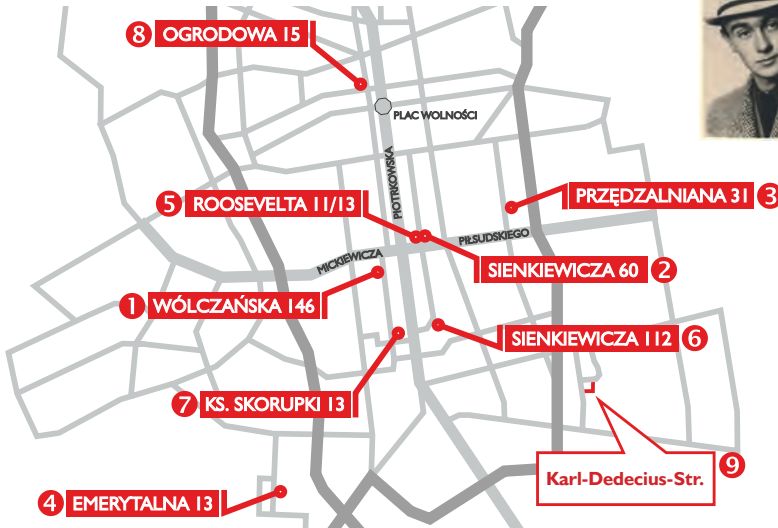 8 OGRODOWA 15
PLAC WOLNOŚCI
PIOTRKOWSKA
5 ROOSEVELTA 11/13
PRZĘDZALNIANA 31 3
PIŁSUDSKIEGO
MICKIEWICZA
SIENKIEWICZA 60 2
1 WÓLCZAŃSKA 146
SIENKIEWICZA 112 6
7 KS. SKORUPKI 13
9
Karl-Dedecius-Str.
4 EMERYTALNA 13